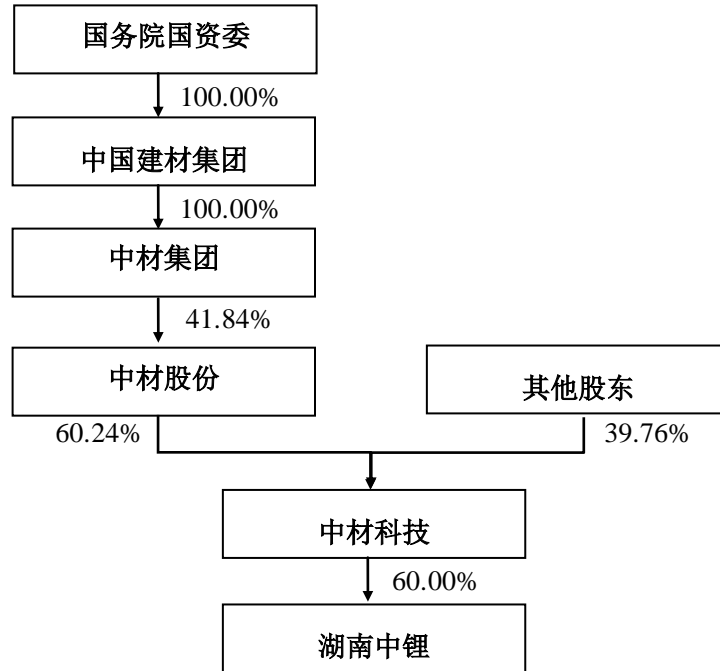 国务院国资委
100.00%
中国建材集团
100.00%
中材集团
41.84%
中材股份
其他股东
60.24%
39.76%
中材科技
60.00%
湖南中锂